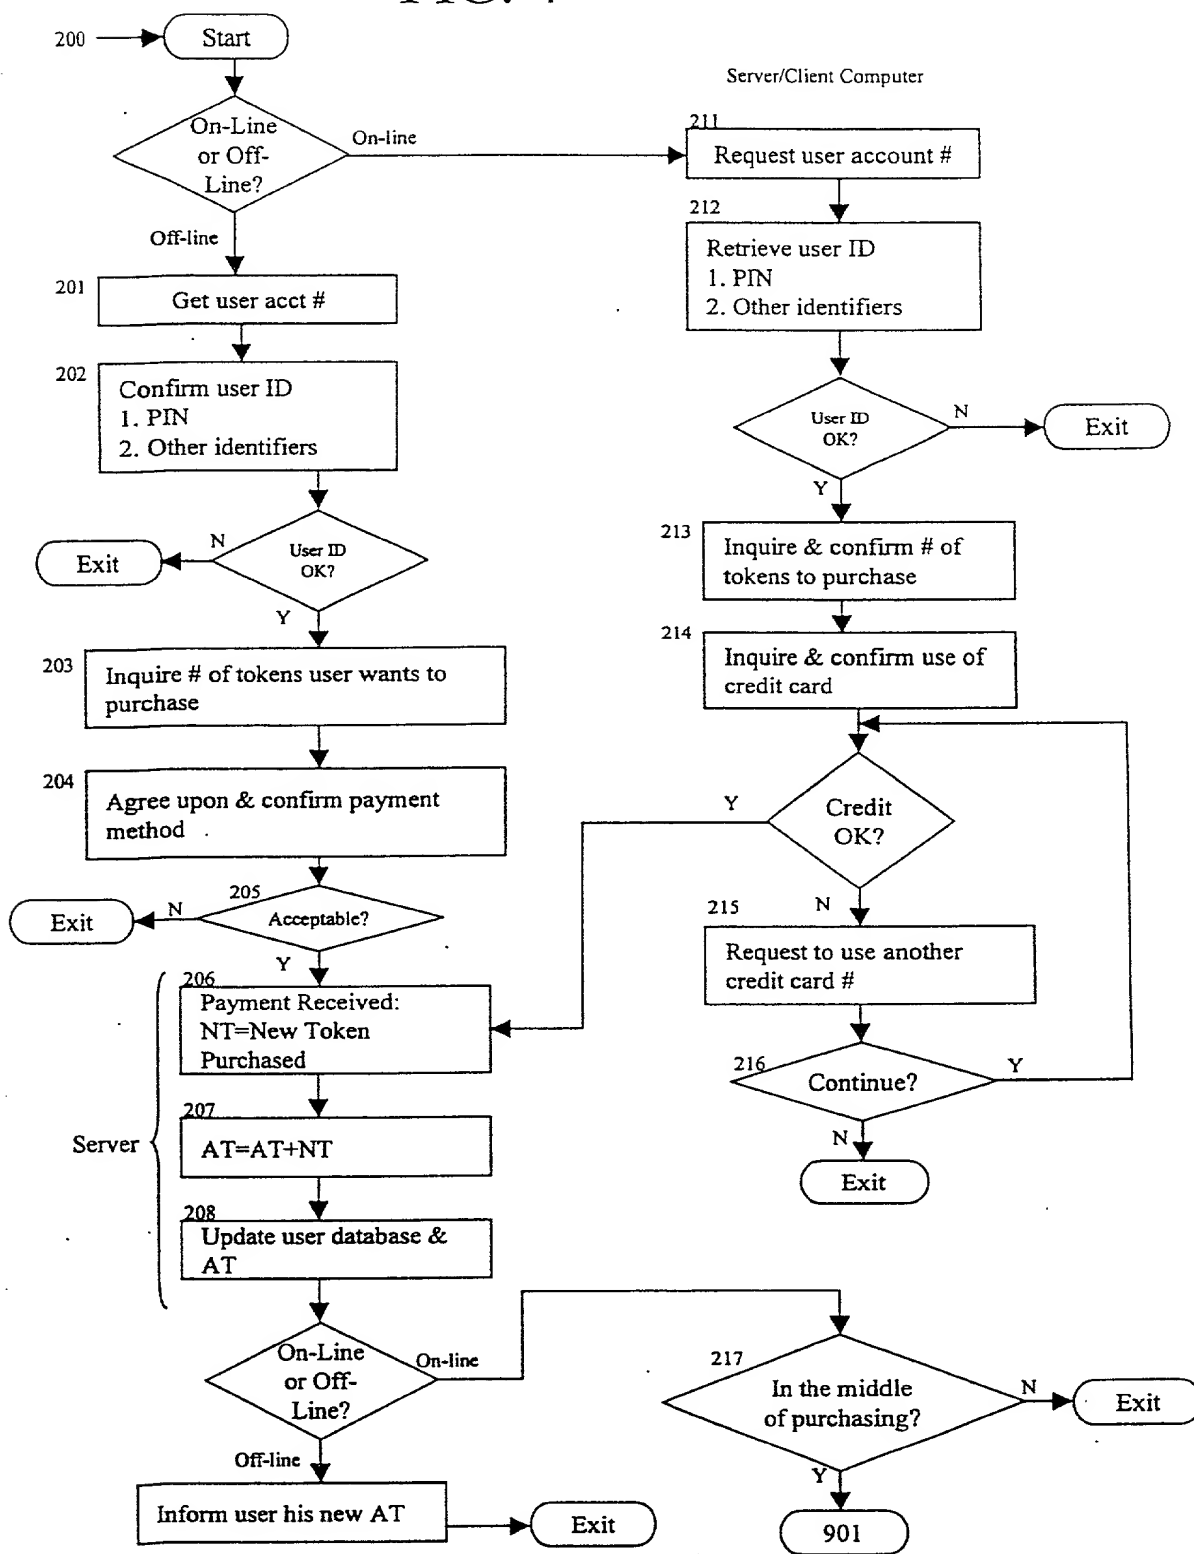 200
Start
Server/Client Computer
On-Line
or Off-
Line?
On-line
211
Request user account #
Off-line
212
Retrieve user ID
1. PIN
2. Other identifiers
201
Get user acct #
202
Confirm user ID
1. PIN
2. Other identifiers
User ID
OK?
N
Exit
Y
User ID
OK?
N
Exit
Y
213
Inquire & confirm # of
tokens to purchase
214
Inquire & confirm use of
credit card
203
Inquire # of tokens user wants to
purchase
204
Agree upon & confirm payment
method
Credit
OK?
Y
N
205
Acceptable?
N
Exit
Y
215
Request to use another
credit card #
206
Payment Received:
NT=New Token
Purchased
216
Continue?
Y
N
Exit
Server
207
AT=AT+NT
208
Update user database &
AT
On-Line
or Off-
Line?
On-line
217
In the middle
of purchasing?
N
Exit
Off-line
Y
Inform user his new AT
Exit
901